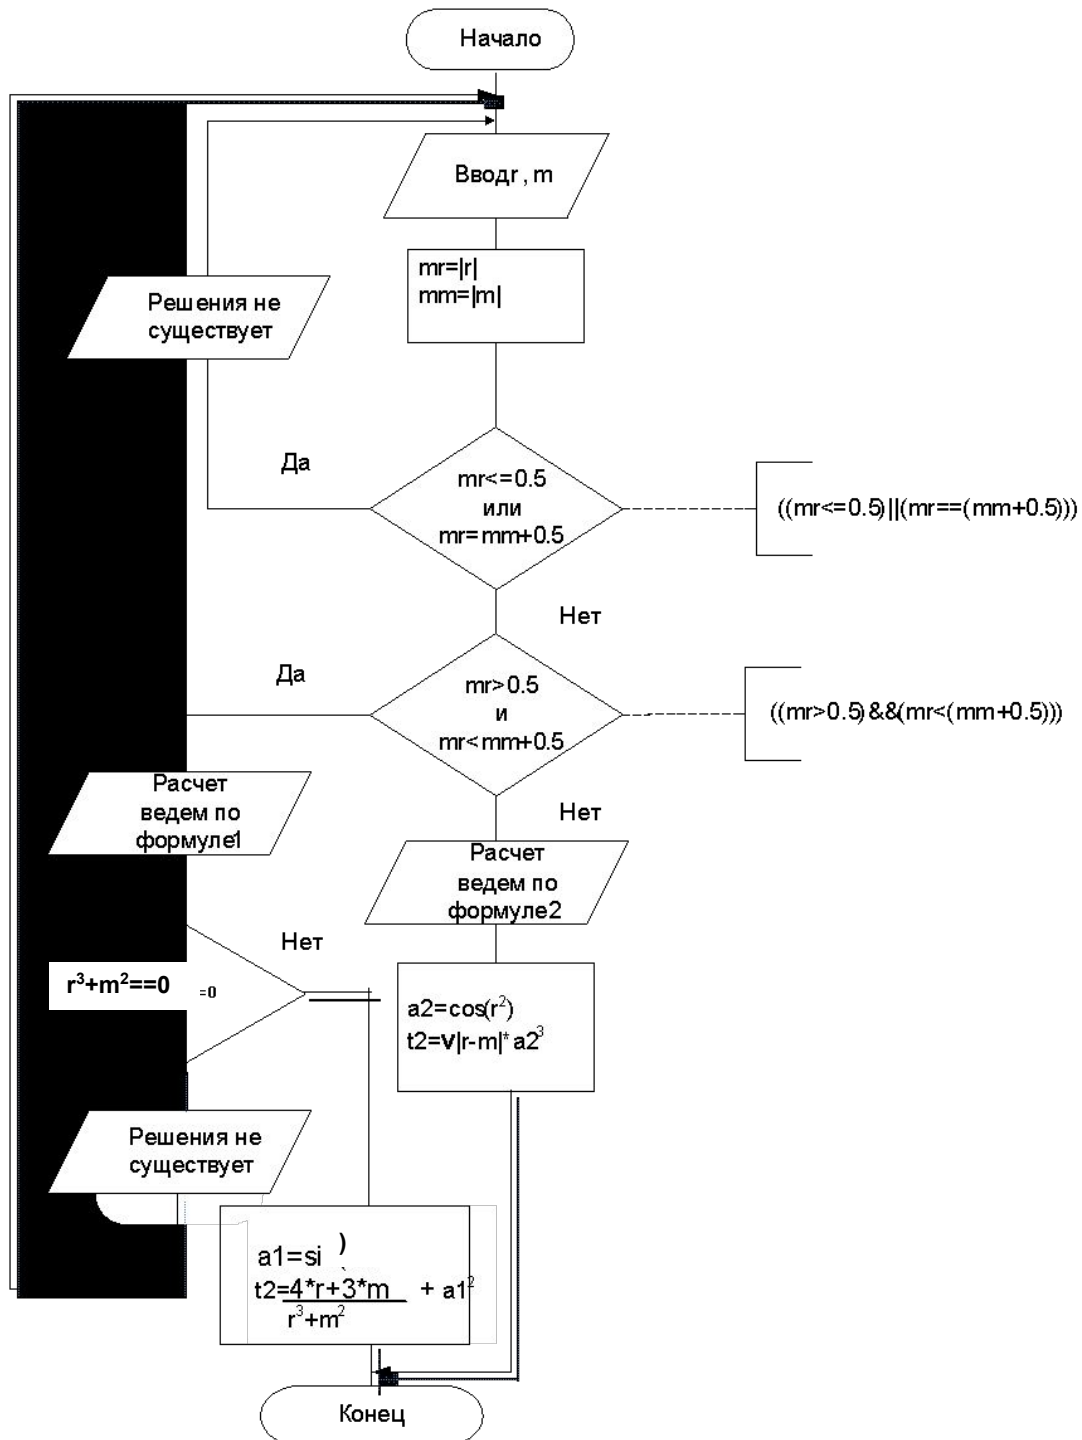 Начало
Вводr , m
mr=|r|
mm=|m|
Решения не
существует
Да
mr<=0.5
или
mr=mm+0.5
((mr<=0.5)||(mr==(mm+0.5)))
Нет
Да
mr>0.5
и
mr<mm+0.5
((mr>0.5)&&(mr<(mm+0.5)))
Нет
Расчет
ведем по
формуле1
Расчет
ведем по
формуле2
Нет
r³+m²==0
=0
a2=cos(r²)
t2=v|r-m|*a2³
Решения не
существует
a1=si )
t2=4*r+3*m + a1²
r³+m²
Конец